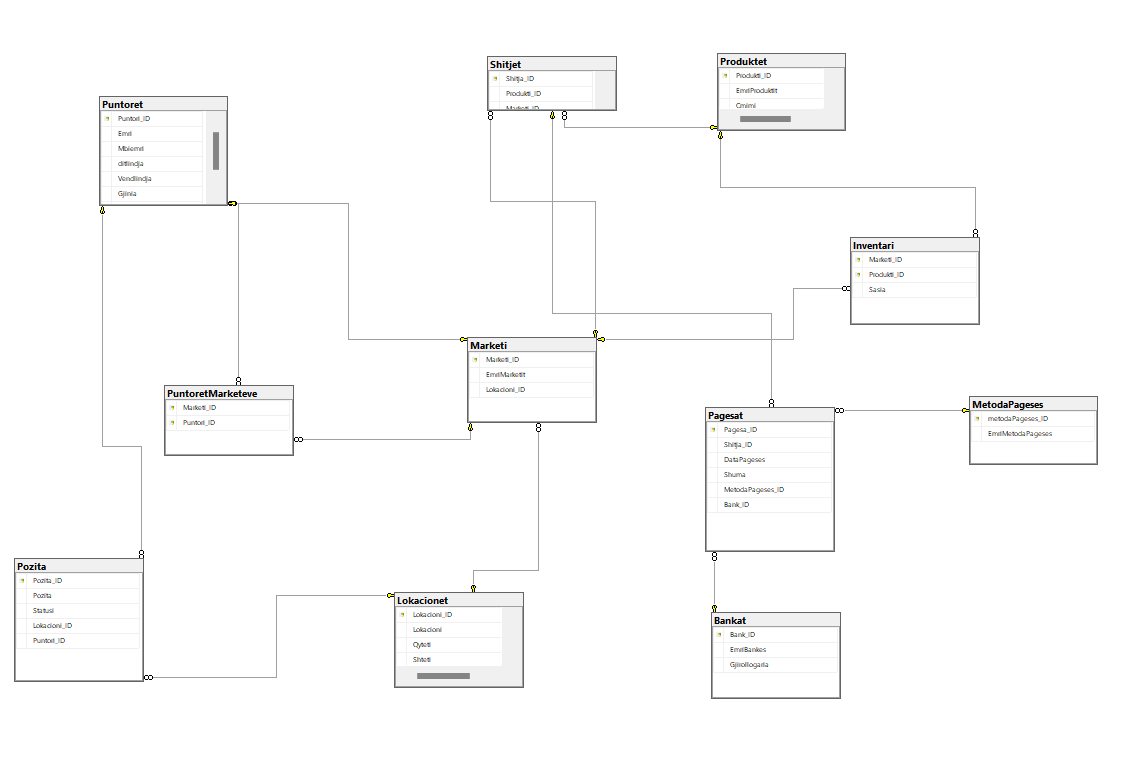 Puntoret
Puntori_ID
Emri
Mbiemri
ditlindja
Vendlindja
Gjinia
Shitjet
Shitja_ID
Produkti_ID
Marketi_ID
Produktet
Produkti_ID
EmriProduktit
Cmimi
Inventari
Marketi_ID
Produkti_ID
Sasia
Marketi
Marketi_ID
EmriMarketit
Lokacioni_ID
PuntoretMarketeve
Marketi_ID
Puntori_ID
Pagesat
Pagesa_ID
Shitja_ID
DataPageses
Shuma
MetodaPageses_ID
Bank_ID
MetodaPageses
metodaPageses_ID
EmriMetodaPageses
Pozita
Pozita_ID
Pozita
Statusi
Lokacioni_ID
Puntori_ID
Lokacionet
Lokacioni_ID
Lokacioni
Qyteti
Shteti
Bankat
Bank_ID
EmriBankes
Gjirollogaria